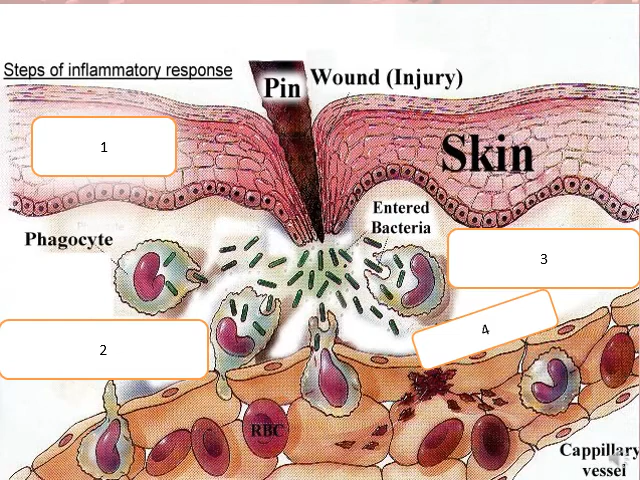 Steps of inflammatory response
Pin
Wound (Injury)
1
Skin
Entered
Bacteria
Phagocyte
3
4
2
RBC
Cappillary
vessel